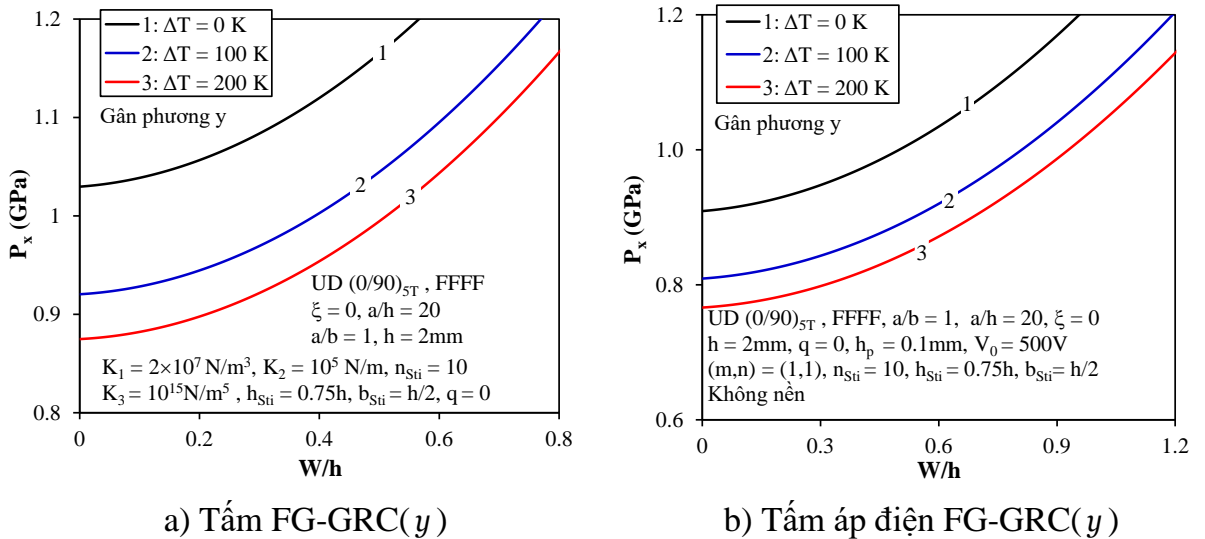 1.2
1.1
1
0.9
0.8
P_x (GPa)
1: ΔT = 0 K
2: ΔT = 100 K
3: ΔT = 200 K
Gân phương y
1
2
3
UD (0/90)_5T , FFFF
ξ = 0, a/h = 20
a/b = 1, h = 2mm
K_1 = 2×10^7 N/m^3, K_2 = 10^5 N/m, n_Sti = 10
K_3 = 10^15N/m^5 , h_Sti = 0.75h, b_Sti = h/2, q = 0
0 0.2 0.4 0.6 0.8
W/h
a) Tấm FG-GRC(y)
1.2
1.0
0.8
0.6
P_x (GPa)
1: ΔT = 0 K
2: ΔT = 100 K
3: ΔT = 200 K
Gân phương y
1
2
3
UD (0/90)_5T , FFFF, a/b = 1, a/h = 20, ξ = 0
h = 2mm, q = 0, h_p = 0.1mm, V_0 = 500V
(m,n) = (1,1), n_Sti = 10, h_Sti = 0.75h, b_Sti= h/2
Không nền
0 0.3 0.6 0.9 1.2
W/h
b) Tấm áp điện FG-GRC(y)